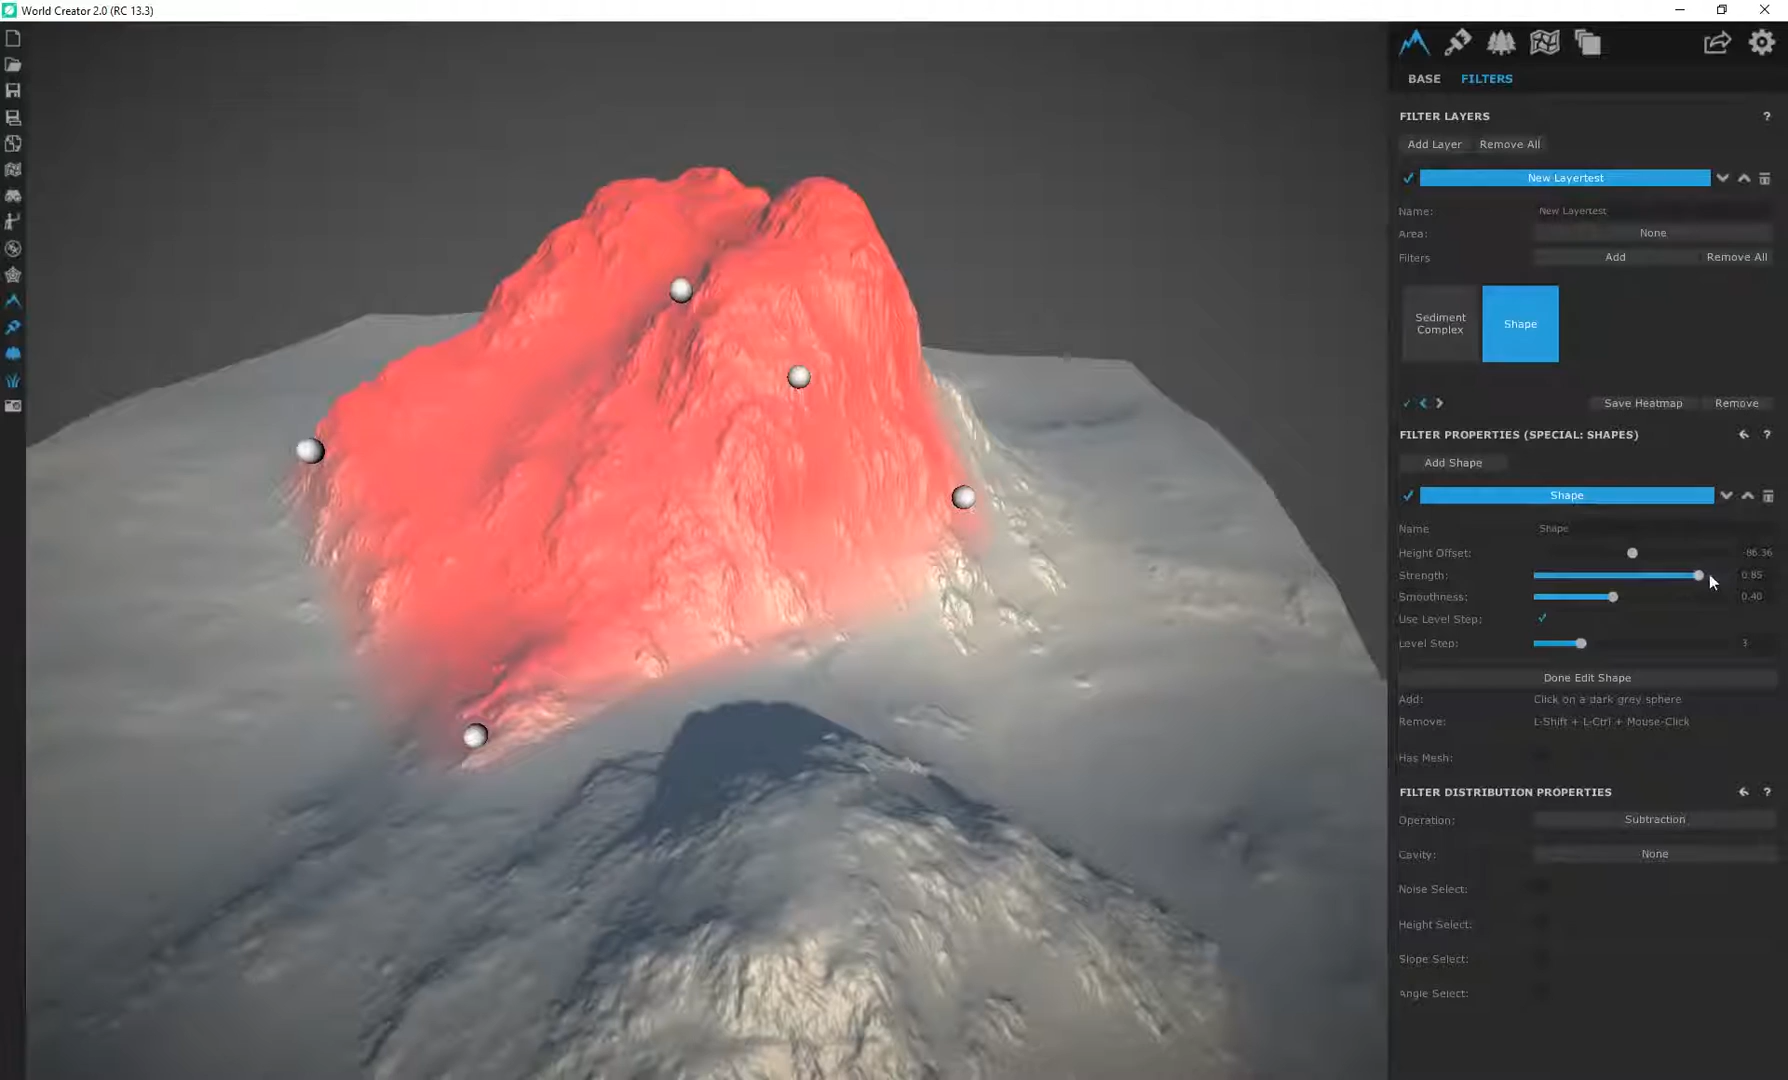 World Creator 2.0 (RC 13.3)
BASE FILTERS
FILTER LAYERS ?
Add Layer Remove All
New Layertest
Name: New Layertest
Area: None
Filters Add Remove All
Sediment
Complex
Shape
Save Heatmap Remove
FILTER PROPERTIES (SPECIAL: SHAPES) ?
Add Shape
Shape
Name Shape
Height Offset: -86.36
Strength: 0.85
Smoothness: 0.40
Use Level Step:
Level Step: 3
Done Edit Shape
Add: Click on a dark grey sphere
Remove: L-Shift + L-Ctrl + Mouse-Click
Has Mesh:
FILTER DISTRIBUTION PROPERTIES ?
Operation: Subtraction
Cavity: None
Noise Select:
Height Select:
Slope Select:
Angle Select: